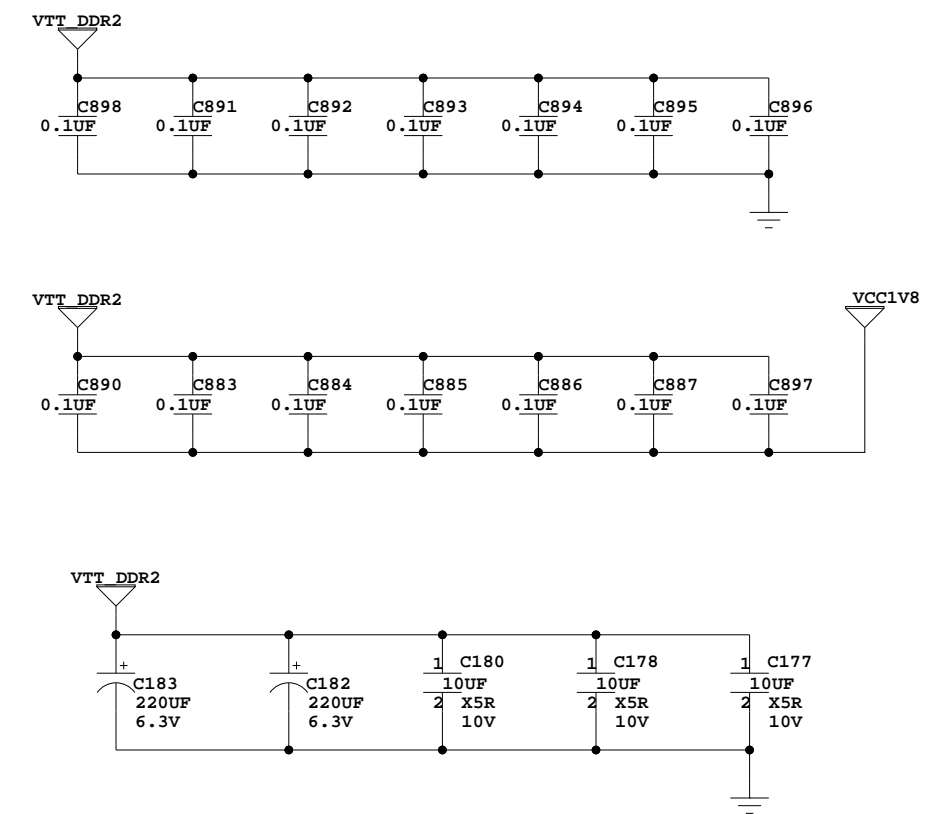 VTT_DDR2
C898 C891 C892 C893 C894 C895 C896
0.1UF 0.1UF 0.1UF 0.1UF 0.1UF 0.1UF 0.1UF
VTT_DDR2 VCC1V8
C890 C883 C884 C885 C886 C887 C897
0.1UF 0.1UF 0.1UF 0.1UF 0.1UF 0.1UF 0.1UF
VTT_DDR2
+ + 1 C180 1 C178 1 C177
C183 C182 10UF 10UF 10UF
220UF 220UF 2 X5R 2 X5R 2 X5R
6.3V 6.3V 10V 10V 10V